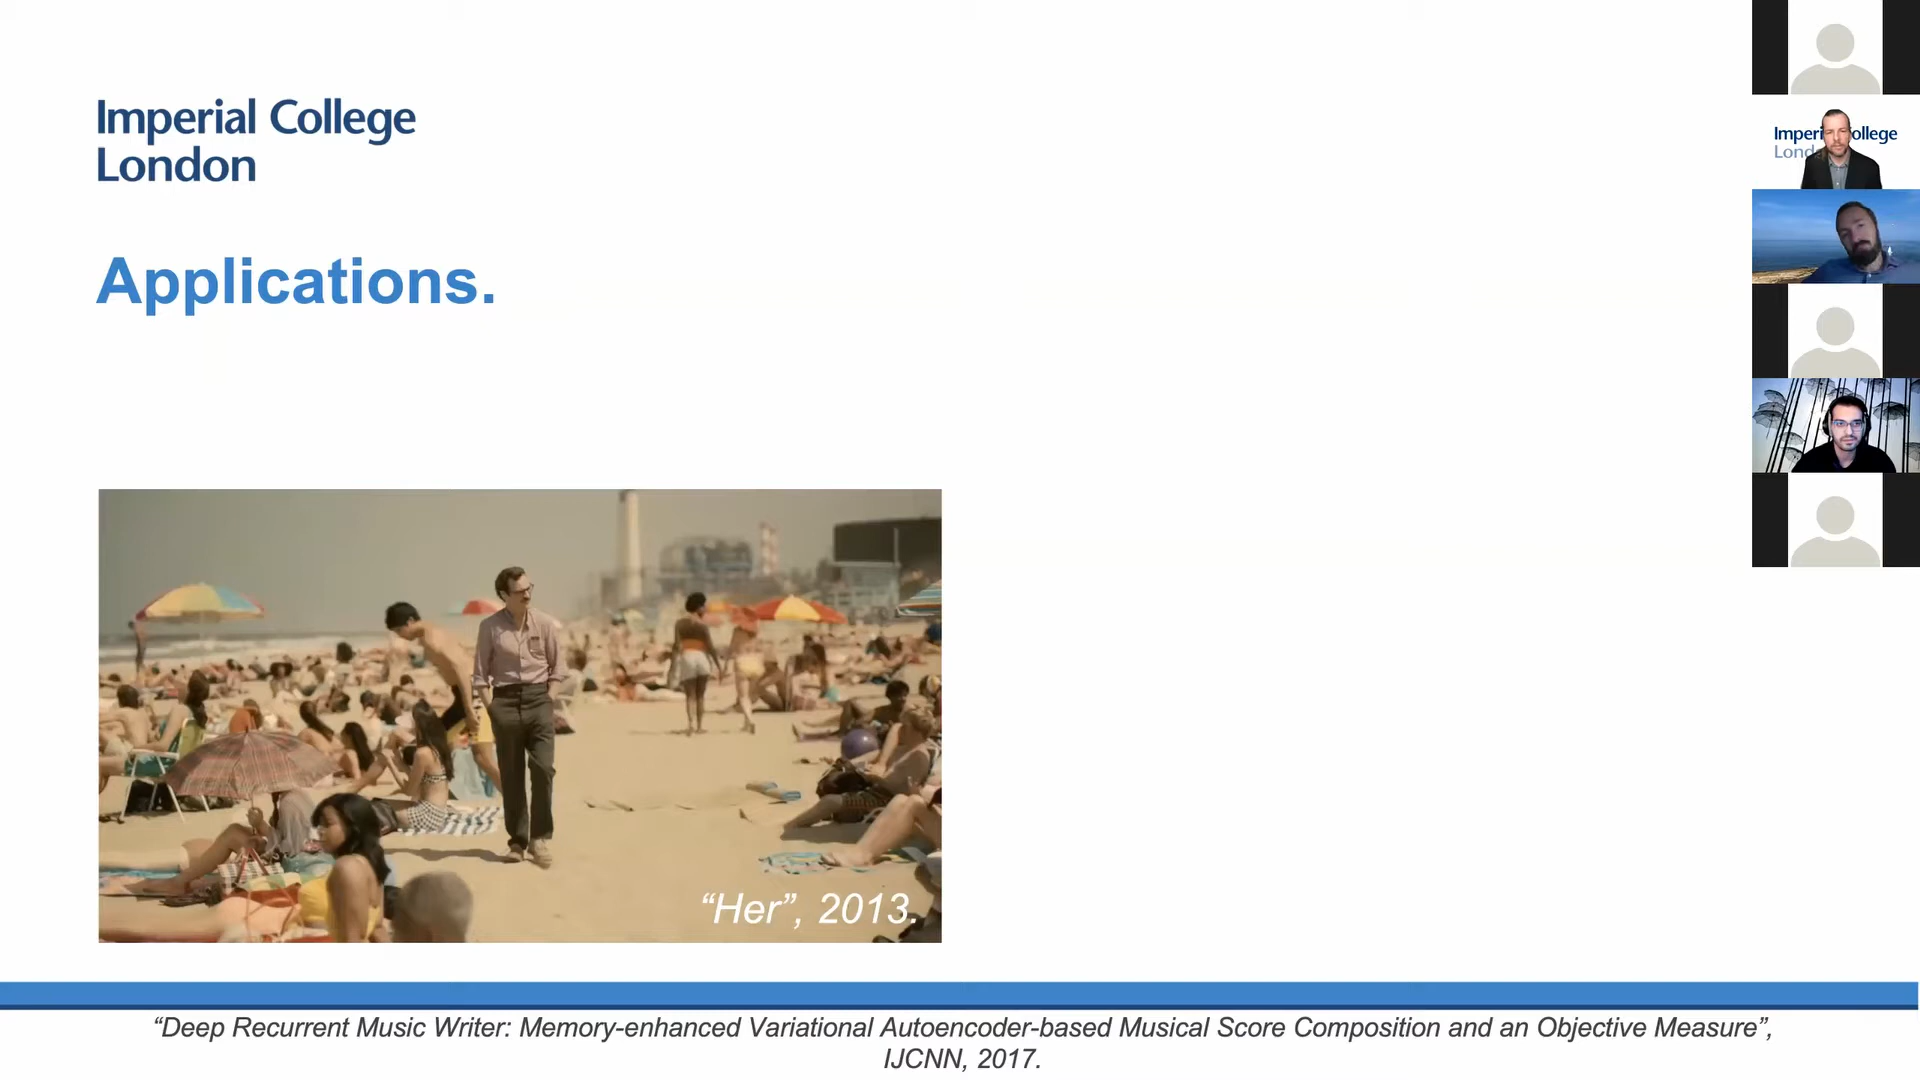 Imperial College
London
Applications.
“Her”, 2013.
“Deep Recurrent Music Writer: Memory-enhanced Variational Autoencoder-based Musical Score Composition and an Objective Measure”,
IJCNN, 2017.